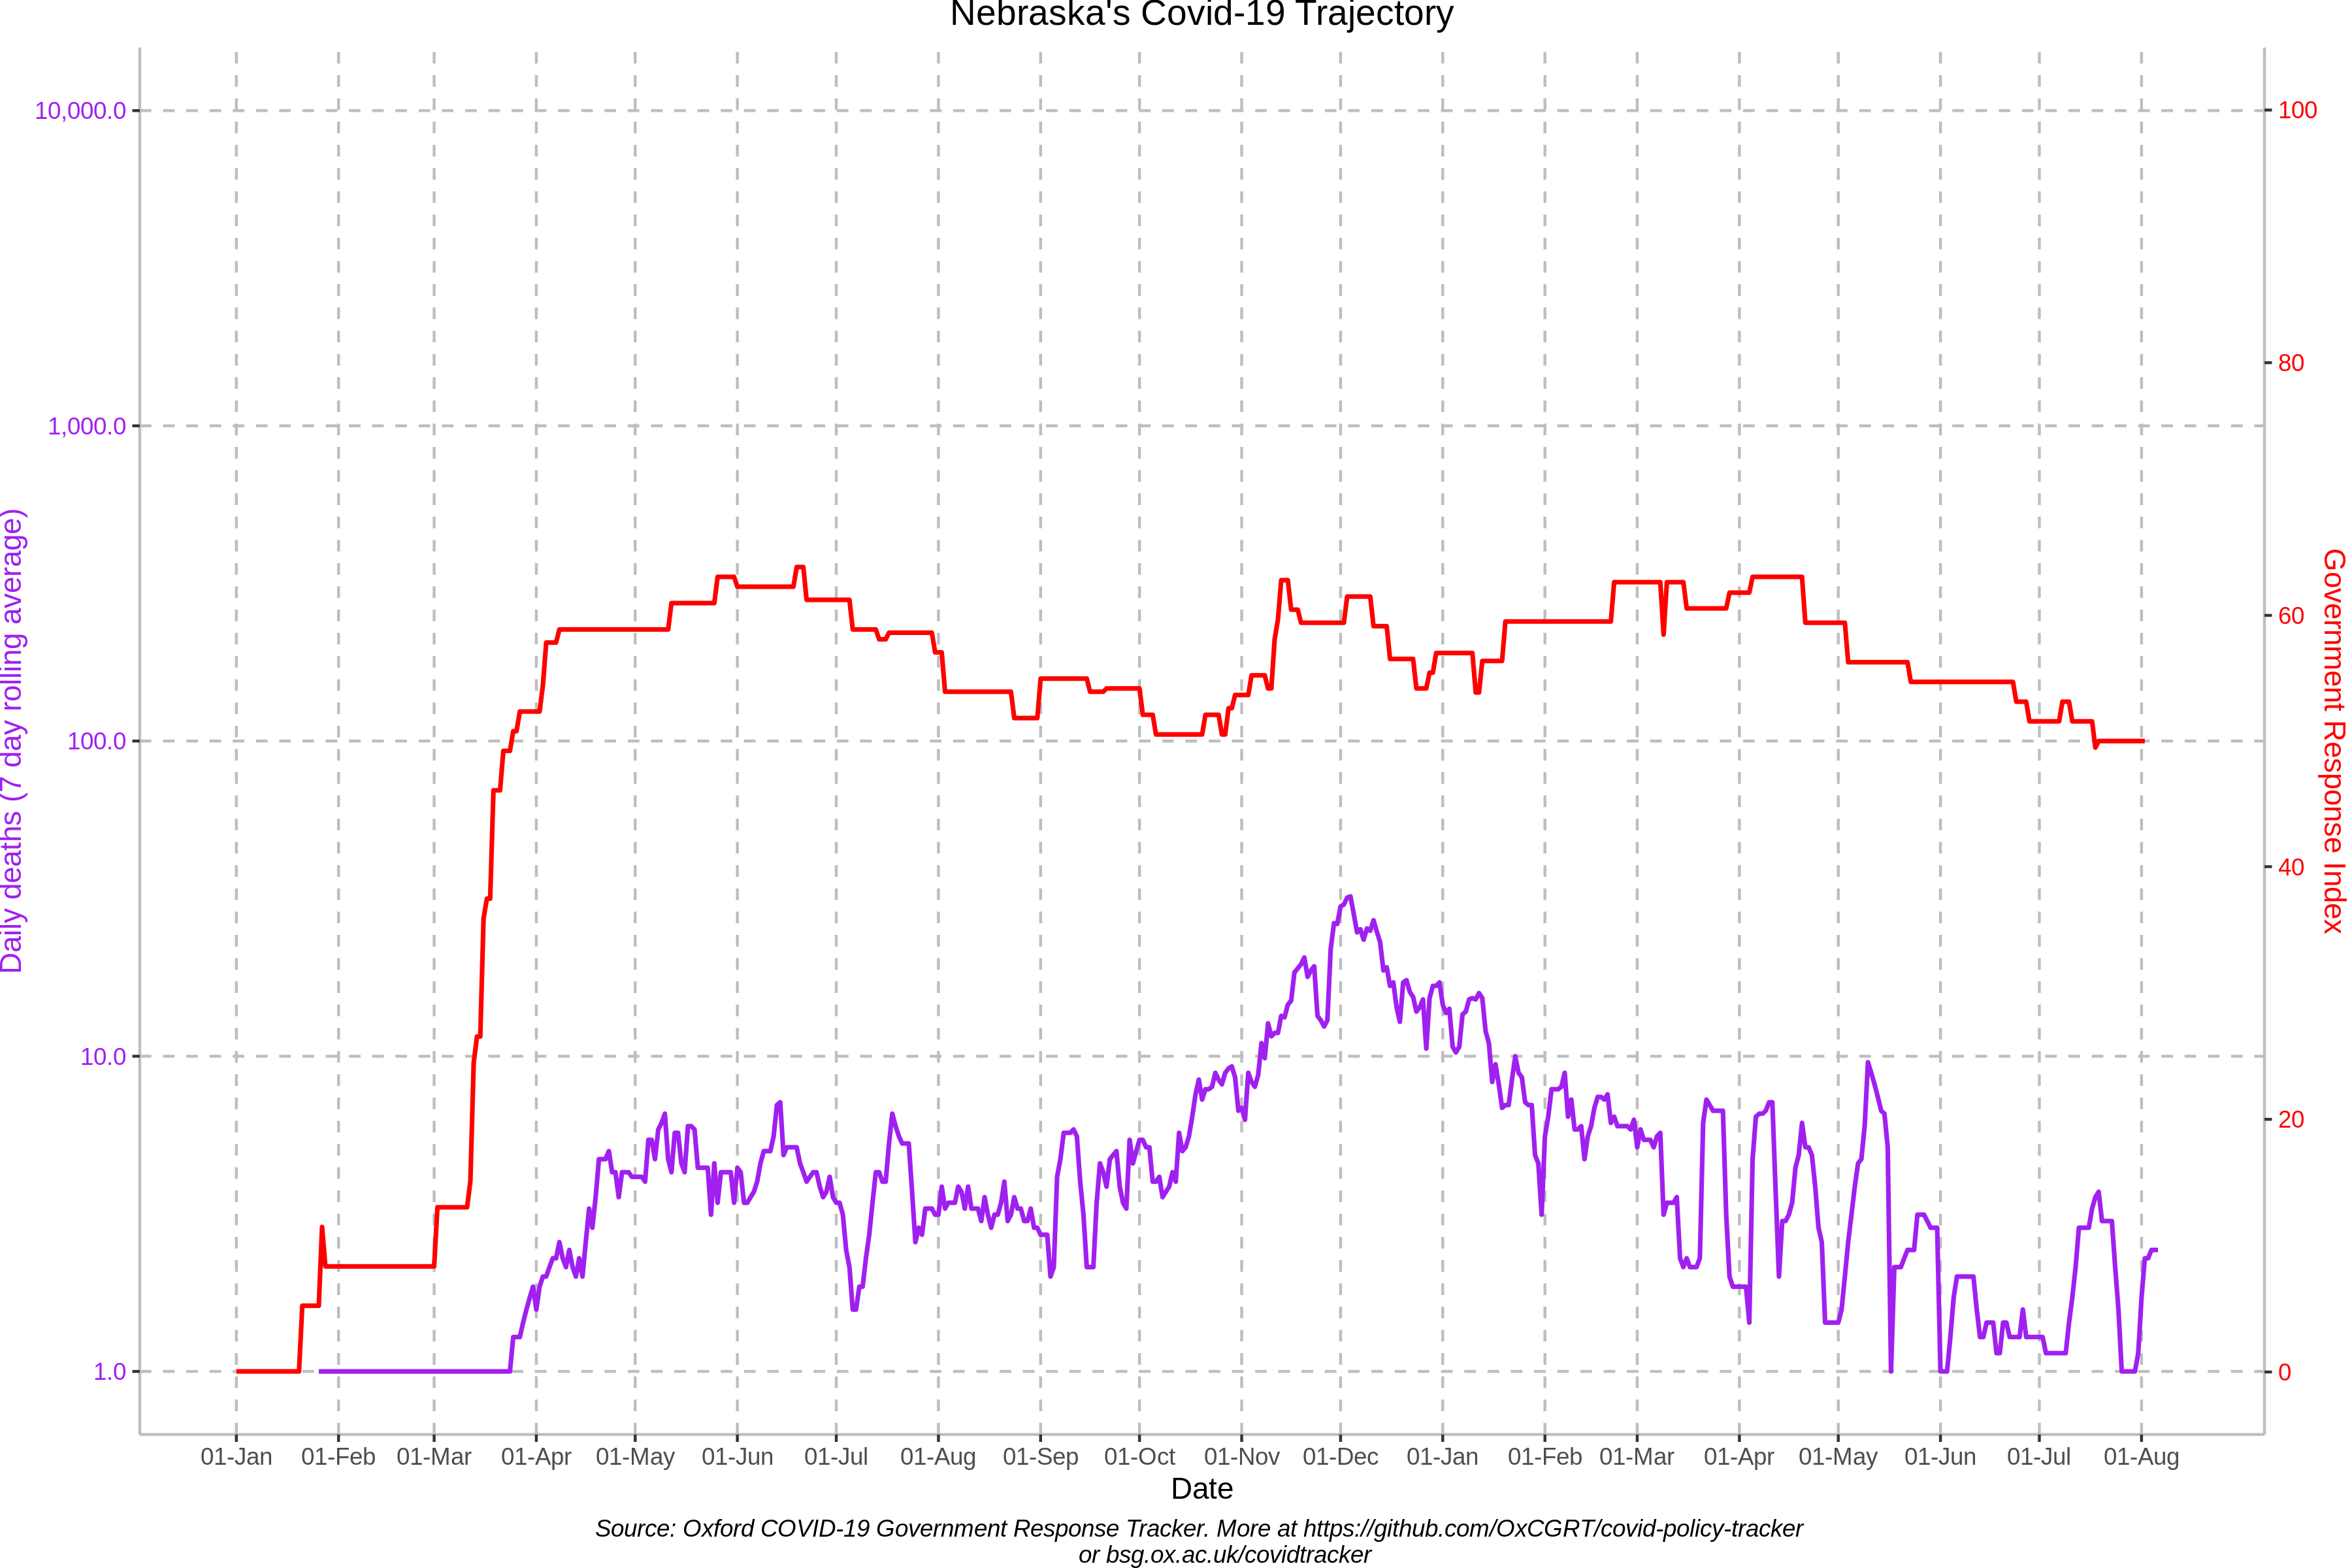 Nebraska's Covid-19 Trajectory
10,000.0
1,000.0
100.0
10.0
1.0
Daily deaths (7 day rolling average)
100
80
60
40
20
0
Government Response Index
01-Jan 01-Feb 01-Mar 01-Apr 01-May 01-Jun 01-Jul 01-Aug 01-Sep 01-Oct 01-Nov 01-Dec 01-Jan 01-Feb 01-Mar 01-Apr 01-May 01-Jun 01-Jul 01-Aug
Date
Source: Oxford COVID-19 Government Response Tracker. More at https://github.com/OxCGRT/covid-policy-tracker
or bsg.ox.ac.uk/covidtracker